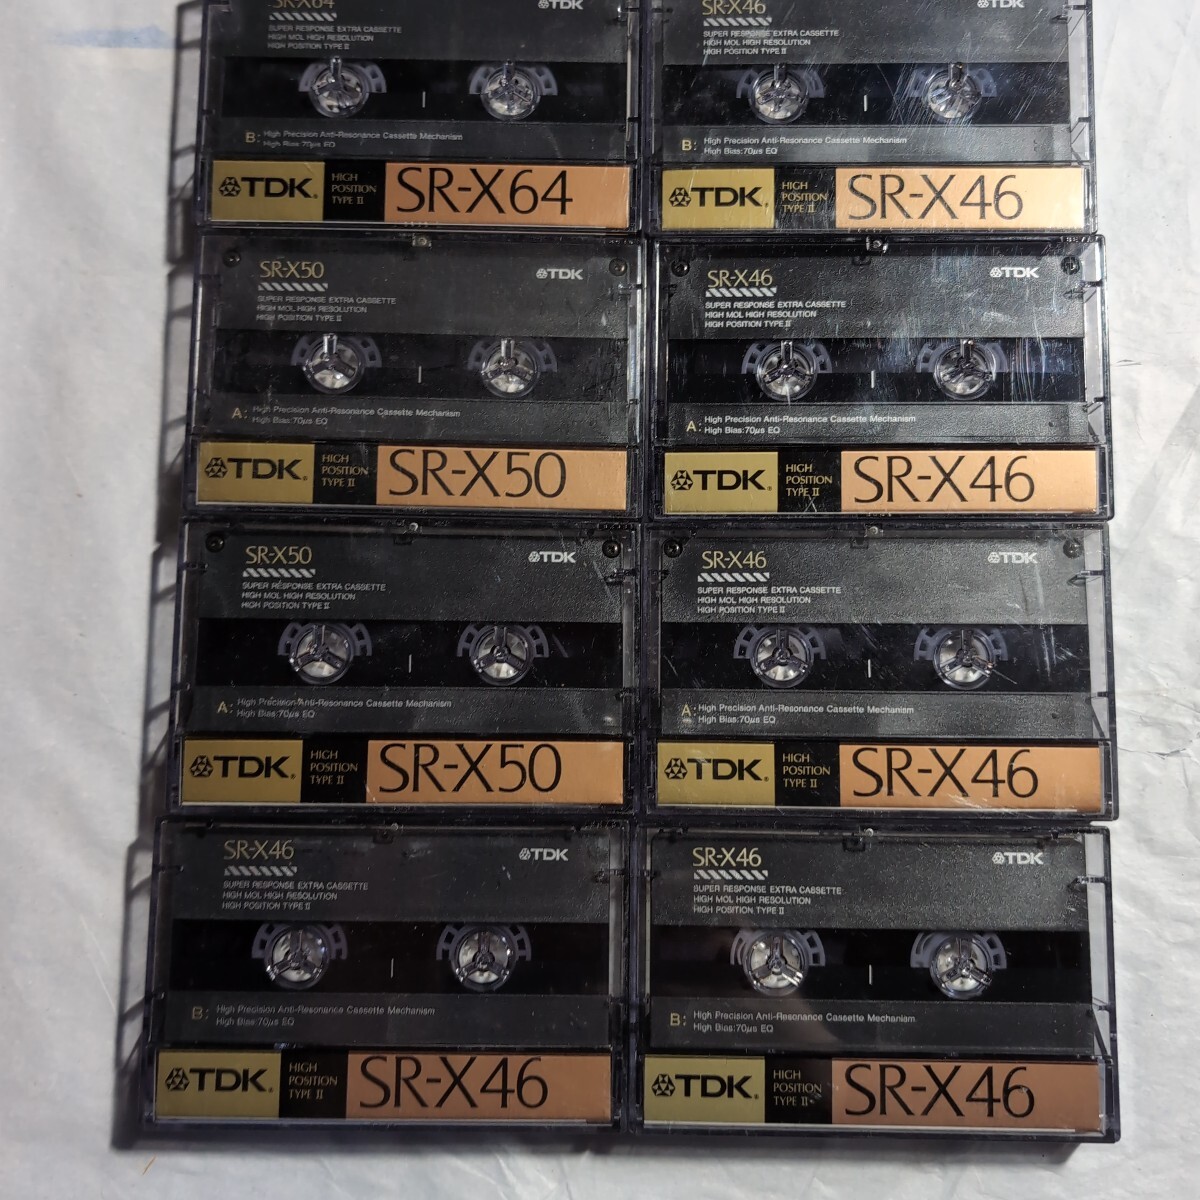 SR-X64
TDK
SUPER RESPONSE EXTRA CASSETTE
HIGH MOL HIGH RESOLUTION
HIGH POSITION TYPE II
B: High Precision Anti-Resonance Cassette Mechanism
High Bias:70µs EQ
TDK.
HIGH
POSITION
TYPE II
SR-X64
SR-X46
TDK
SUPER RESPONSE EXTRA CASSETTE
HIGH MOL HIGH RESOLUTION
HIGH POSITION TYPE II
B: High Precision Anti-Resonance Cassette Mechanism
High Bias:70µs EQ
TDK.
HIGH
POSITION
TYPE II
SR-X46
SR-X50
TDK
SUPER RESPONSE EXTRA CASSETTE
HIGH MOL HIGH RESOLUTION
HIGH POSITION TYPE II
A: High Precision Anti-Resonance Cassette Mechanism
High Bias:70µs EQ
TDK.
HIGH
POSITION
TYPE II
SR-X50
SR-X46
TDK
SUPER RESPONSE EXTRA CASSETTE
HIGH MOL HIGH RESOLUTION
HIGH POSITION TYPE II
A: High Precision Anti-Resonance Cassette Mechanism
High Bias:70µs EQ
TDK.
HIGH
POSITION
TYPE II
SR-X46
SR-X50
TDK
SUPER RESPONSE EXTRA CASSETTE
HIGH MOL HIGH RESOLUTION
HIGH POSITION TYPE II
A: High Precision Anti-Resonance Cassette Mechanism
High Bias:70µs EQ
TDK.
HIGH
POSITION
TYPE II
SR-X50
SR-X46
TDK
SUPER RESPONSE EXTRA CASSETTE
HIGH MOL HIGH RESOLUTION
HIGH POSITION TYPE II
A: High Precision Anti-Resonance Cassette Mechanism
High Bias:70µs EQ
TDK.
HIGH
POSITION
TYPE II
SR-X46
SR-X46
TDK
SUPER RESPONSE EXTRA CASSETTE
HIGH MOL HIGH RESOLUTION
HIGH POSITION TYPE II
B: High Precision Anti-Resonance Cassette Mechanism
High Bias:70µs EQ
TDK.
HIGH
POSITION
TYPE II
SR-X46
SR-X46
TDK
SUPER RESPONSE EXTRA CASSETTE
HIGH MOL HIGH RESOLUTION
HIGH POSITION TYPE II
B: High Precision Anti-Resonance Cassette Mechanism
High Bias:70µs EQ
TDK.
HIGH
POSITION
TYPE II
SR-X46